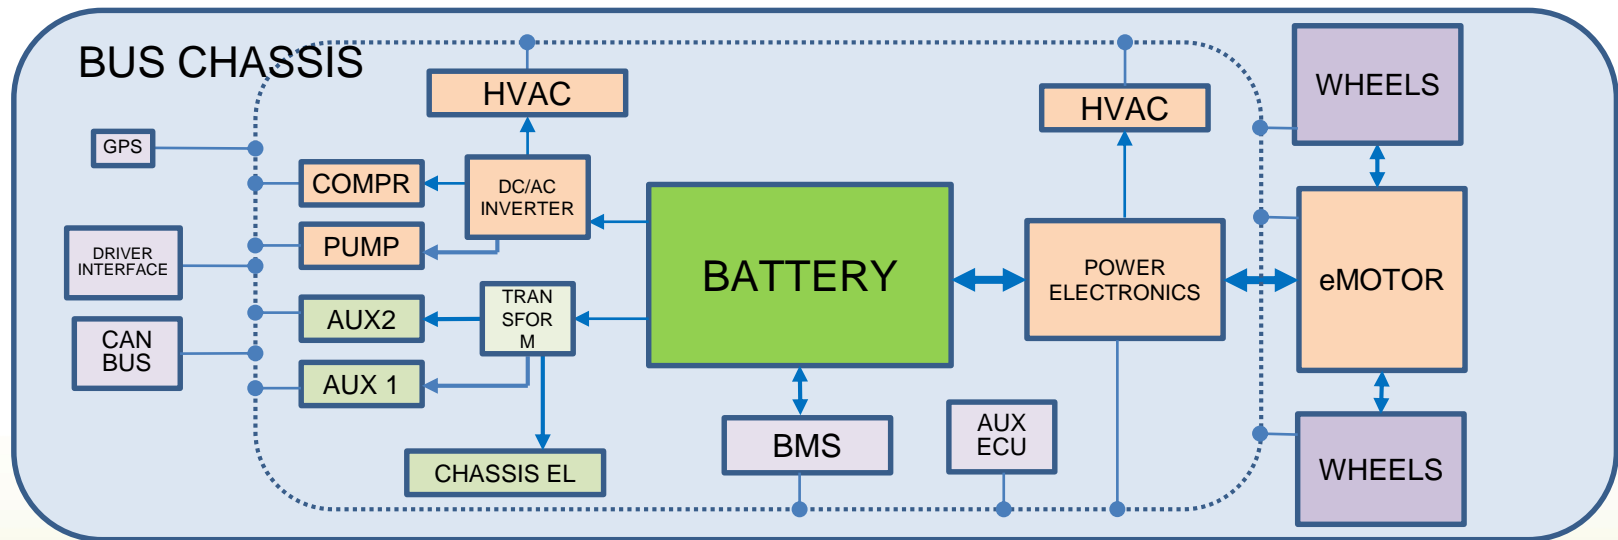 BUS CHASSIS
HVAC
HVAC
WHEELS
GPS
COMPR
DC/AC
INVERTER
PUMP
DRIVER
INTERFACE
BATTERY
POWER
ELECTRONICS
eMOTOR
AUX2
TRAN
SFOR
M
CAN
BUS
AUX 1
BMS
AUX
ECU
CHASSIS EL
WHEELS